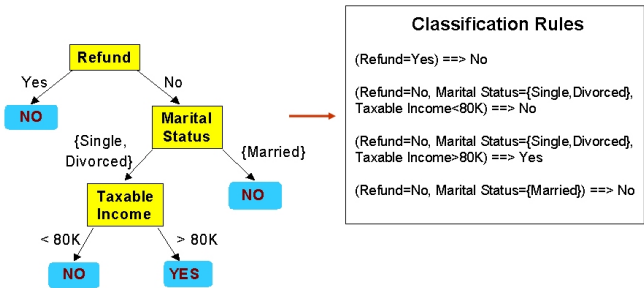 Refund
Yes
No
NO
Marital
Status
{Single,
Divorced}
{Married}
Taxable
Income
NO
< 80K
> 80K
NO
YES
Classification Rules
(Refund=Yes) ==> No
(Refund=No, Marital Status={Single,Divorced},
Taxable Income<80K) ==> No
(Refund=No, Marital Status={Single,Divorced},
Taxable Income>80K) ==> Yes
(Refund=No, Marital Status={Married}) ==> No